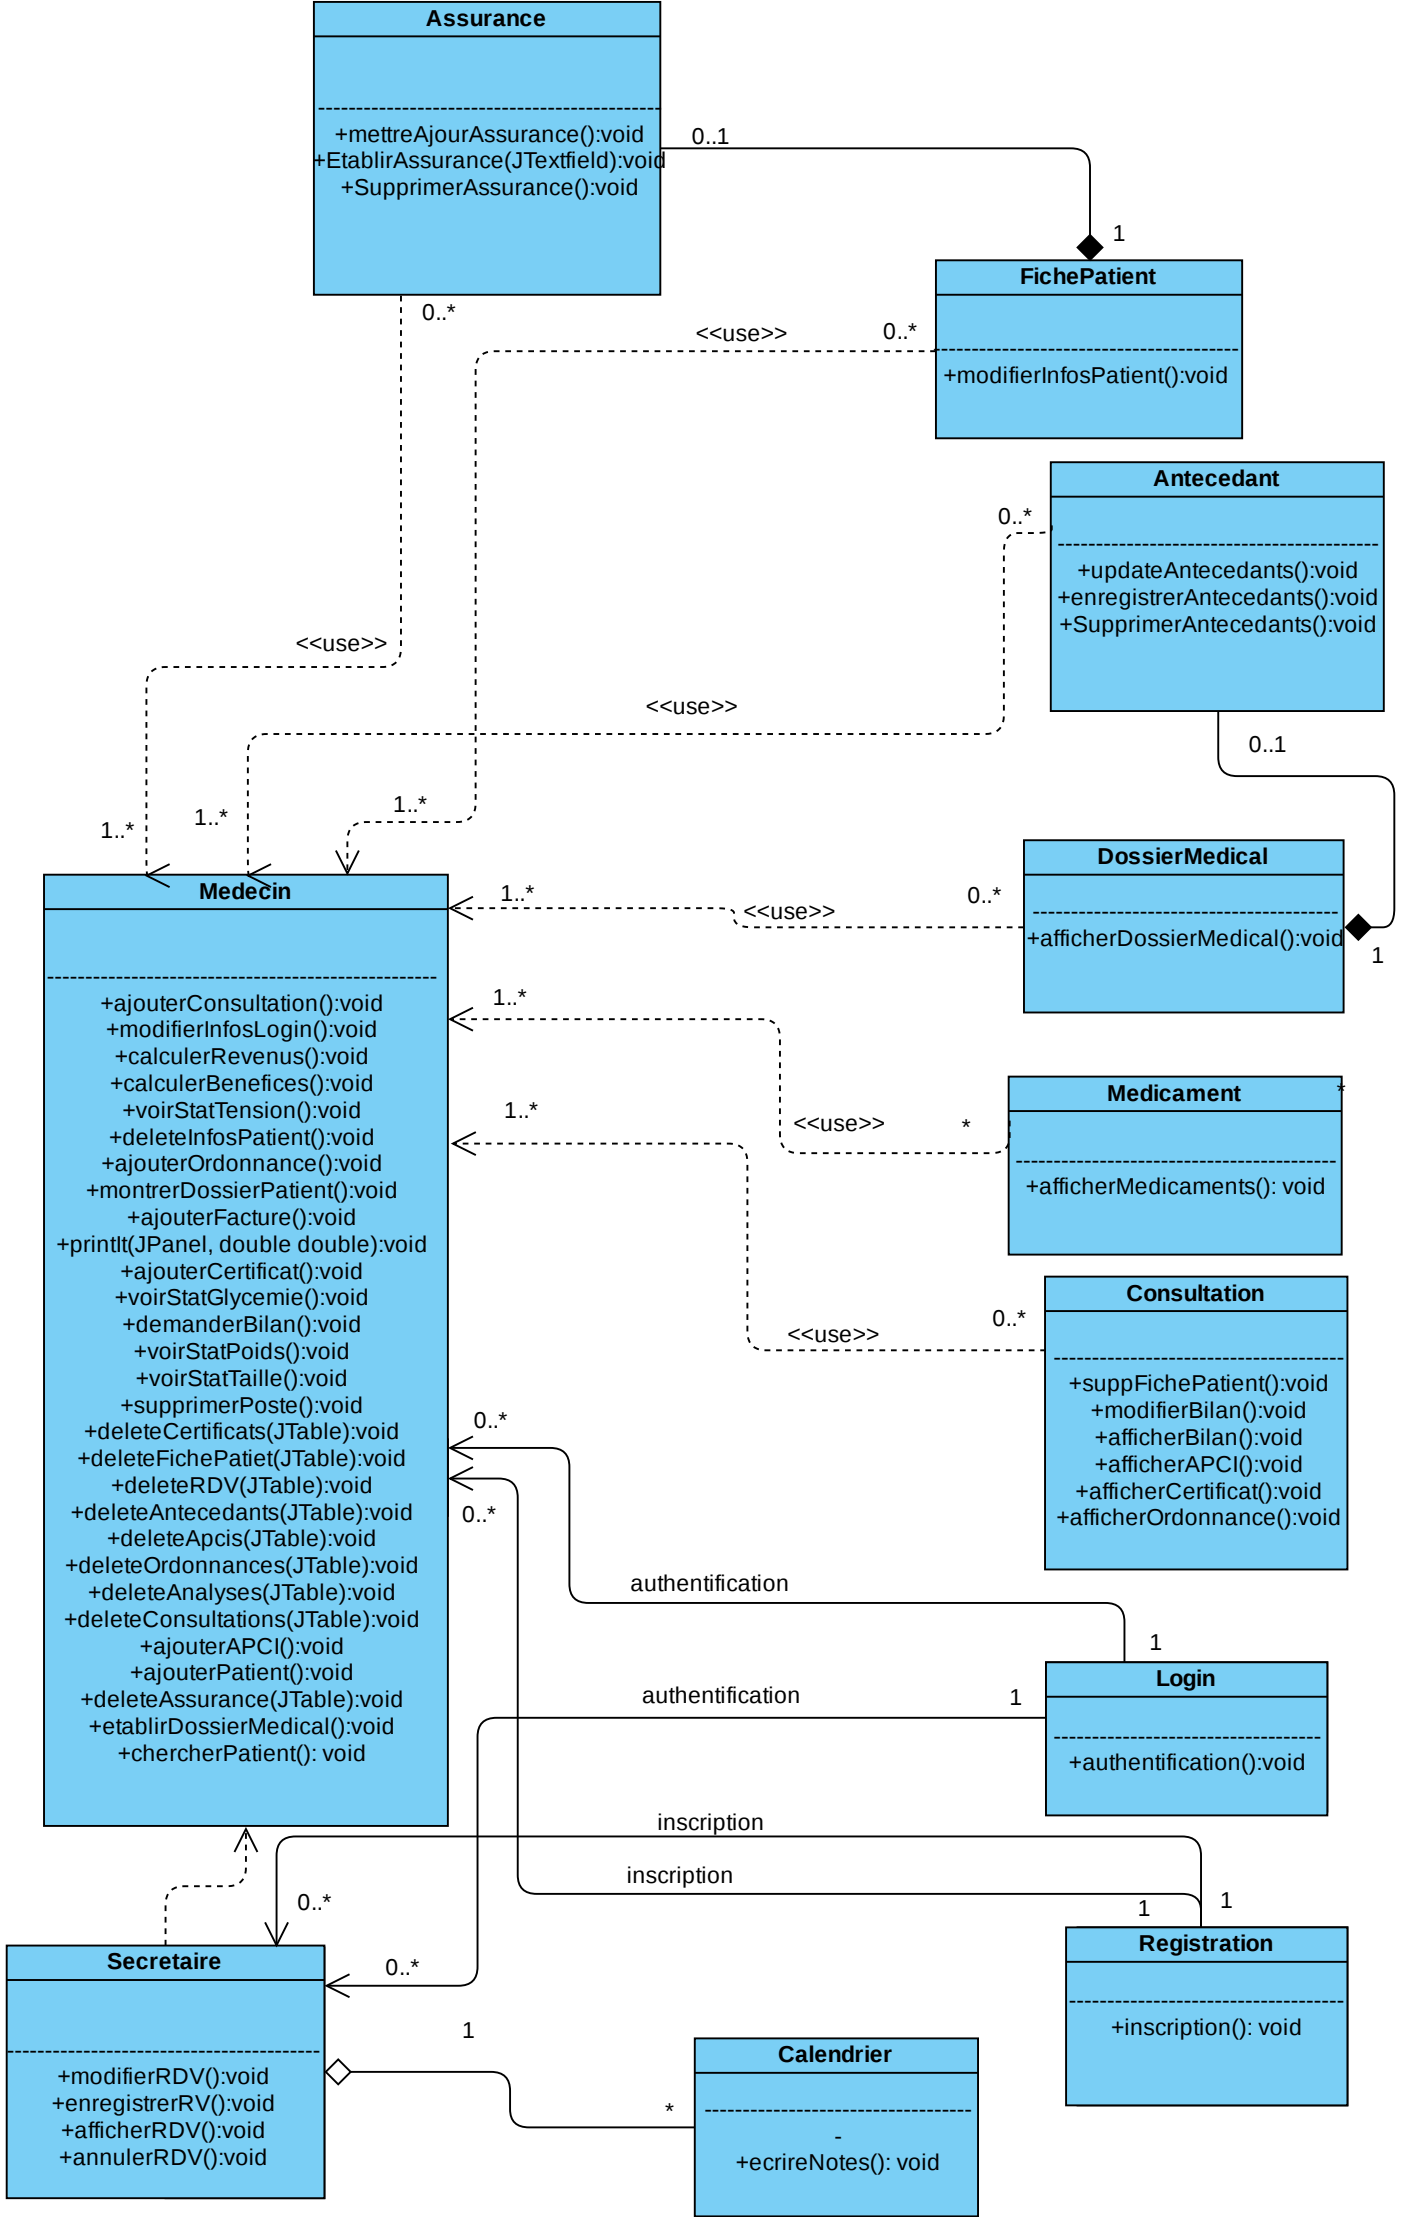 Assurance
+mettreAjourAssurance():void
+EtablirAssurance(JTextfield):void
+SupprimerAssurance():void
0..1
1
FichePatient
+modifierInfosPatient():void
0..*
<<use>>
0..*
Antecedant
+updateAntecedants():void
+enregistrerAntecedants():void
+SupprimerAntecedants():void
0..*
<<use>>
<<use>>
0..1
1..*
1..*
1..*
DossierMedical
+afficherDossierMedical():void
1
Medecin
+ajouterConsultation():void
+modifierInfosLogin():void
+calculerRevenus():void
+calculerBenefices():void
+voirStatTension():void
+deleteInfosPatient():void
+ajouterOrdonnance():void
+montrerDossierPatient():void
+ajouterFacture():void
+printIt(JPanel, double double):void
+ajouterCertificat():void
+voirStatGlycemie():void
+demanderBilan():void
+voirStatPoids():void
+voirStatTaille():void
+supprimerPoste():void
+deleteCertificats(JTable):void
+deleteFichePatiet(JTable):void
+deleteRDV(JTable):void
+deleteAntecedants(JTable):void
+deleteApcis(JTable):void
+deleteOrdonnances(JTable):void
+deleteAnalyses(JTable):void
+deleteConsultations(JTable):void
+ajouterAPCI():void
+ajouterPatient():void
+deleteAssurance(JTable):void
+etablirDossierMedical():void
+chercherPatient(): void
1..*
<<use>>
0..*
1..*
<<use>>
*
Medicament
*
+afficherMedicaments(): void
1..*
<<use>>
0..*
Consultation
+suppFichePatient():void
+modifierBilan():void
+afficherBilan():void
+afficherAPCI():void
+afficherCertificat():void
+afficherOrdonnance():void
0..*
0..*
authentification
1
Login
+authentification():void
authentification
1
inscription
inscription
0..*
1
1
Registration
+inscription(): void
Secretaire
+modifierRDV():void
+enregistrerRV():void
+afficherRDV():void
+annulerRDV():void
0..*
1
*
Calendrier
-
+ecrireNotes(): void